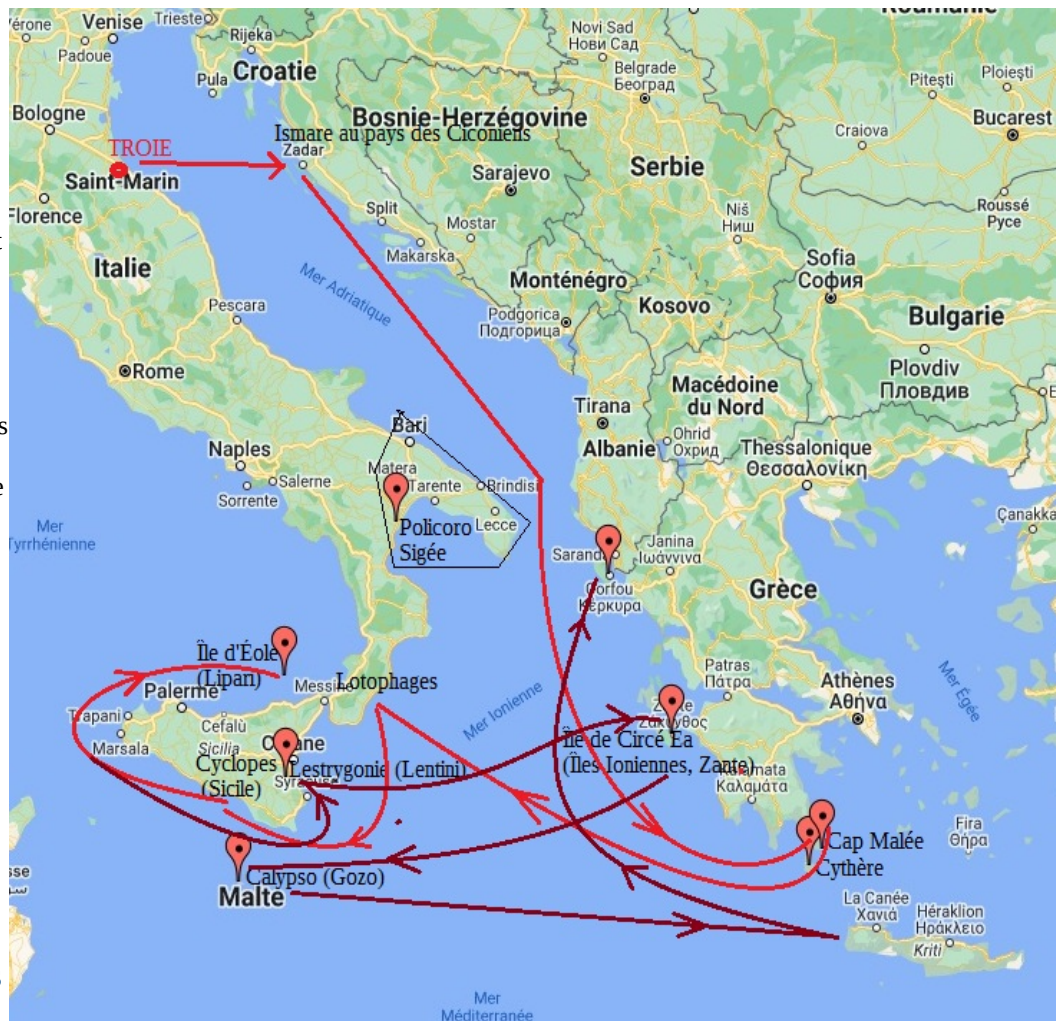 Vérone
Venise
Trieste
Padoue
Rijeka
Novi Sad
Нови Сад
Pula
Croatie
Belgrade
Београд
Pitești
Ploiești
Bologne
Bosnie-Herzégovine
Ismare au pays des Ciconiens
Zadar
Craiova
Bucarest
TROIE
Saint-Marin
Sarajevo
Serbie
Florence
Split
Mostar
Niš
Ниш
Roussé
Русе
Makarska
Italie
Mer Adriatique
Monténégro
Kosovo
Sofia
София
Pescara
Podgorica
Подгорица
Bulgarie
Rome
Macédoine
du Nord
Plovdiv
Пловдив
Tirana
Bari
Albanie
Ohrid
Охрид
Thessalonique
Θεσσαλονίκη
Naples
Matera
Salerne
Sorrente
Tarente
Brindisi
Lecce
Çanakka
Mer
Tyrrhénienne
Policoro
Sigée
Saranda
Janina
Ιωάννινα
Corfou
Κέρκυρα
Grèce
Île d'Éole
(Lipari)
Messine
Lotophages
Patras
Πάτρα
Athènes
Αθήνα
Mer Égée
Palerme
Trapani
Cefalù
Marsala
Sicilia
Mer Ionienne
Ζάκυνθος
Île de Circé Ea
(Îles Ioniennes, Zante)
Cyclopes
(Sicile)
Lestrygonie (Lentini)
Καλαμάτα
Cap Malée
Cythère
Fira
Θήρα
Calypso (Gozo)
Malte
La Canée
Χανιά
Héraklion
Ηράκλειο
Kriti
Mer
Méditerranée